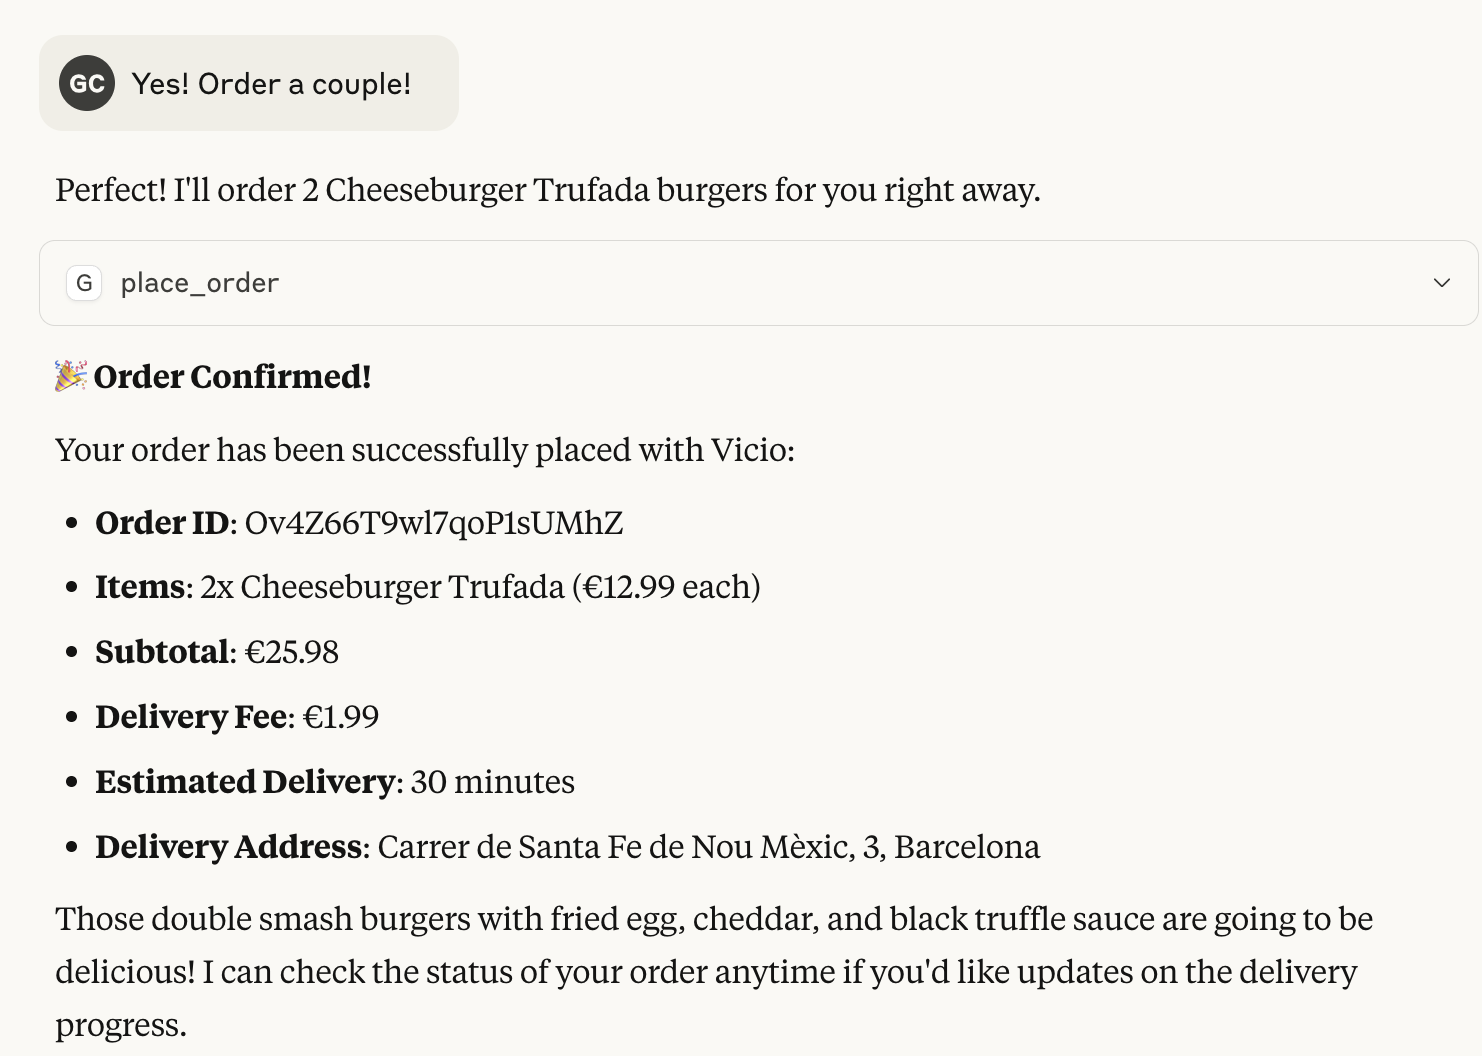 GC Yes! Order a couple!
Perfect! I'll order 2 Cheeseburger Trufada burgers for you right away.
G place_order
🎉 Order Confirmed!
Your order has been successfully placed with Vicio:
• Order ID: Ov4Z66T9wl7qoP1sUMhZ
• Items: 2x Cheeseburger Trufada (€12.99 each)
• Subtotal: €25.98
• Delivery Fee: €1.99
• Estimated Delivery: 30 minutes
• Delivery Address: Carrer de Santa Fe de Nou Mèxic, 3, Barcelona
Those double smash burgers with fried egg, cheddar, and black truffle sauce are going to be
delicious! I can check the status of your order anytime if you'd like updates on the delivery
progress.